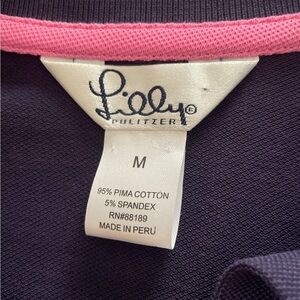 Lilly®
PULITZER
M
95% PIMA COTTON
5% SPANDEX
RN#88189
MADE IN PERU